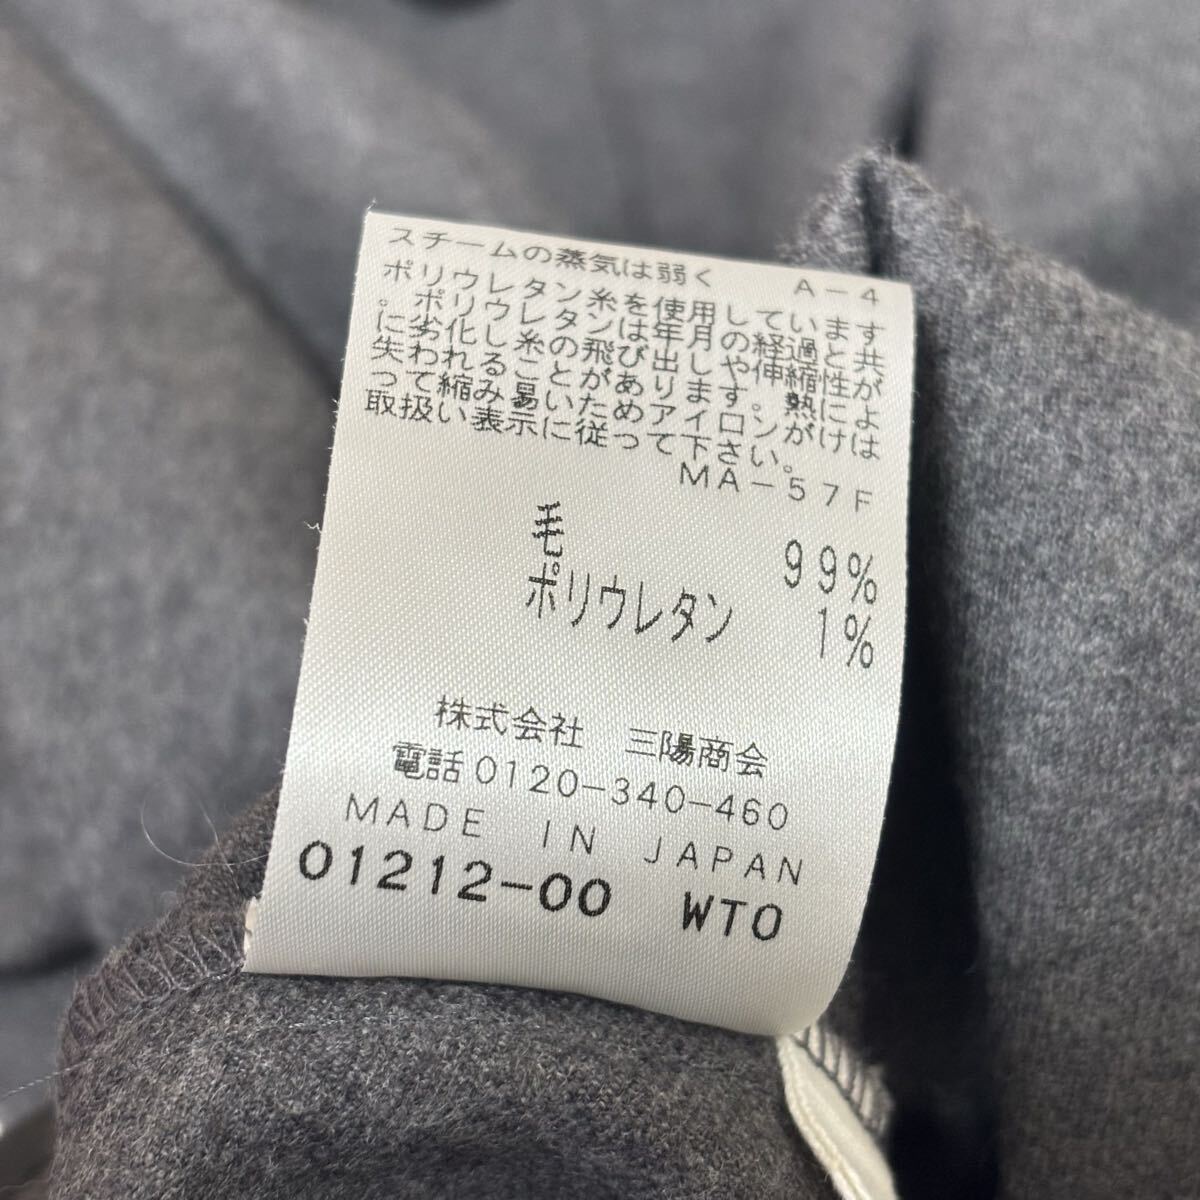 スチームの蒸気は弱く A-4
ポリウレタン糸を使用しています
。ポリウレタンは年月の経過と共
に劣化し糸の飛び出しや伸縮性が
失われることがあります。熱によ
って縮み易いためアイロンがけは
取扱い表示に従って下さい。
MA-57F
毛 99%
ポリウレタン 1%
株式会社 三陽商会
電話0120-340-460
MADE IN JAPAN
01212-00 WTO